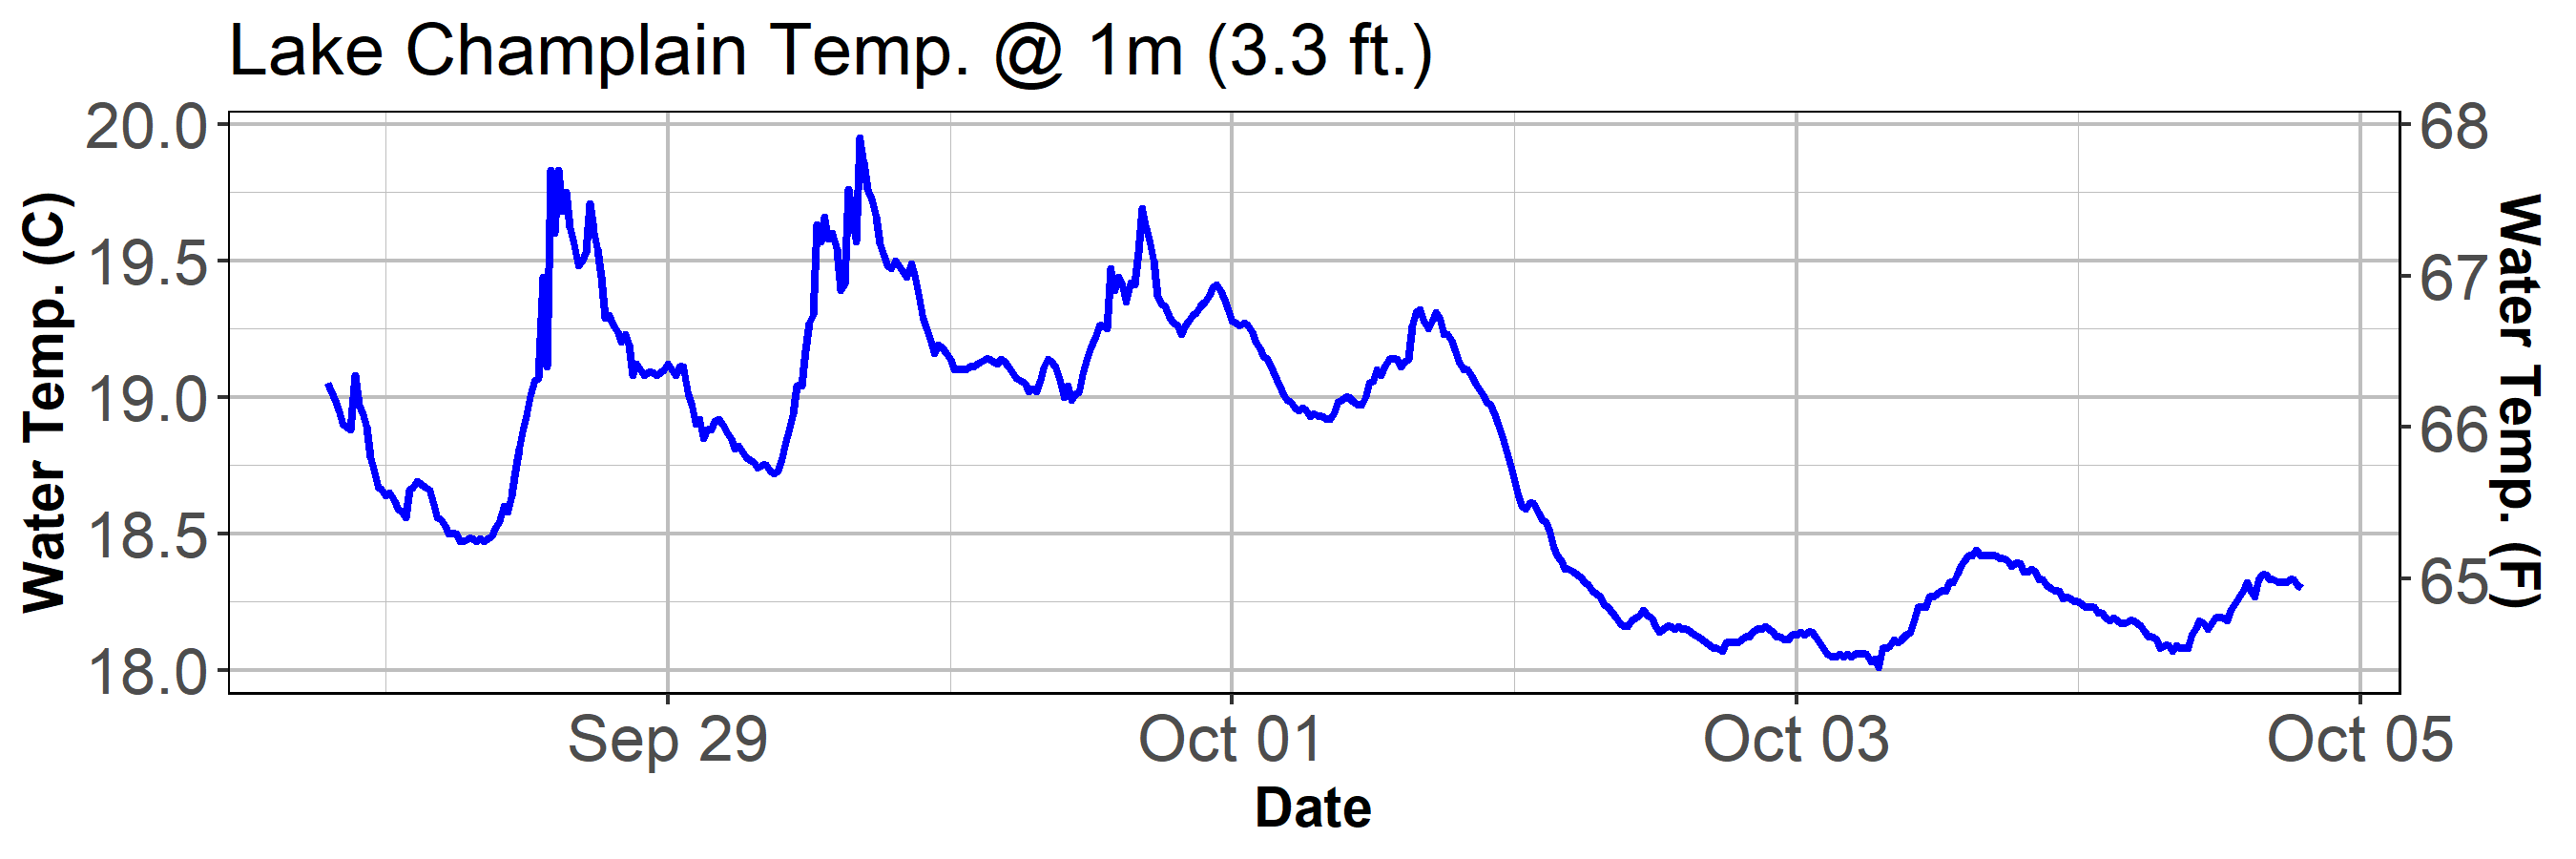 Lake Champlain Temp. @ 1m (3.3 ft.)
Water Temp. (C)
20.0
19.5
19.0
18.5
18.0
68
67
66
65
Water Temp. (F)
Sep 29 Oct 01 Oct 03 Oct 05
Date